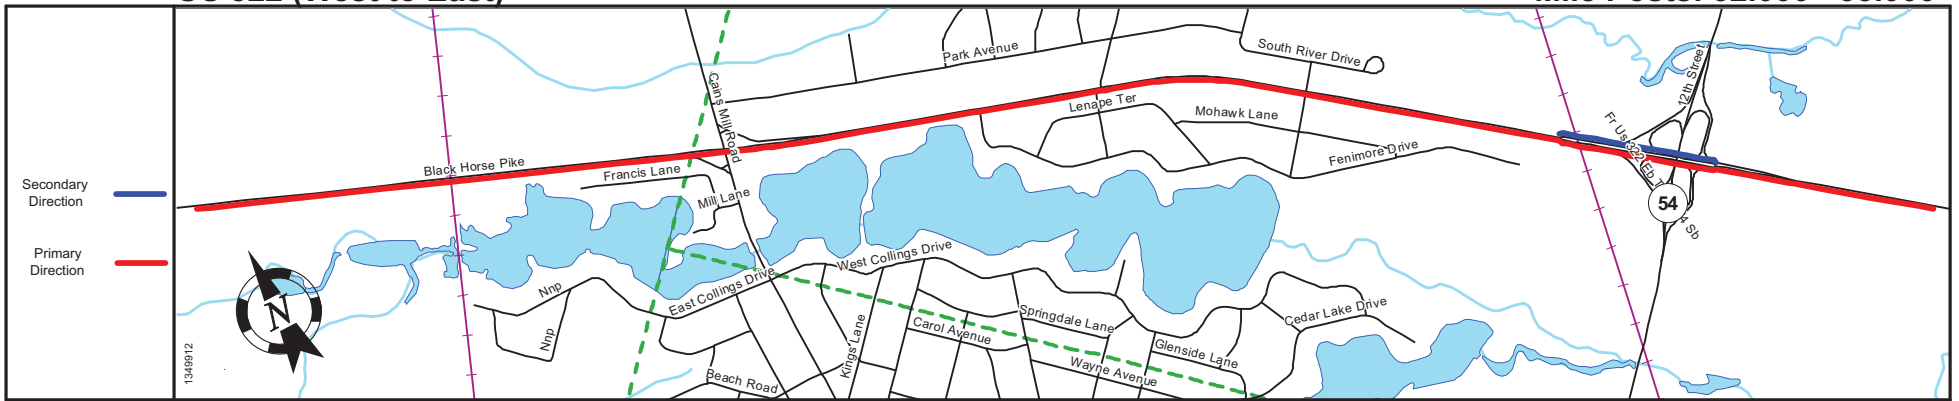 Secondary
Direction
Primary
Direction
1349912
N
Black Horse Pike
Cains Mill Road
Park Avenue
South River Drive
12th Street
Lenape Ter
Mohawk Lane
Fenimore Drive
Francis Lane
Mill Lane
West Collings Drive
East Collings Drive
Nnp
Nnp
Kings Lane
Beach Road
Carol Avenue
Springdale Lane
Wayne Avenue
Glenside Lane
Cedar Lake Drive
Fr Us 322 Eb T
4 Sb
54